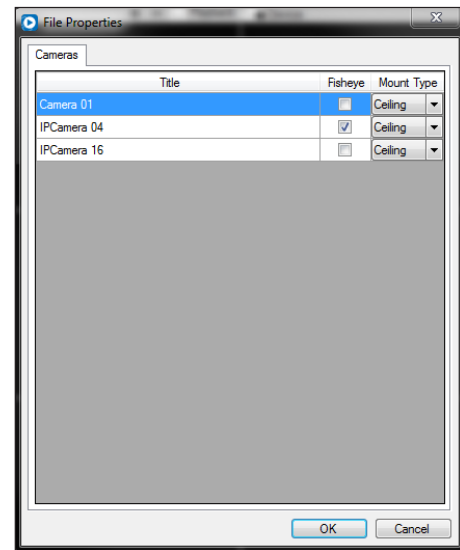 File Properties
Cameras
Title Fisheye Mount Type
Camera 01 Ceiling
IPCamera 04 Ceiling
IPCamera 16 Ceiling
OK Cancel